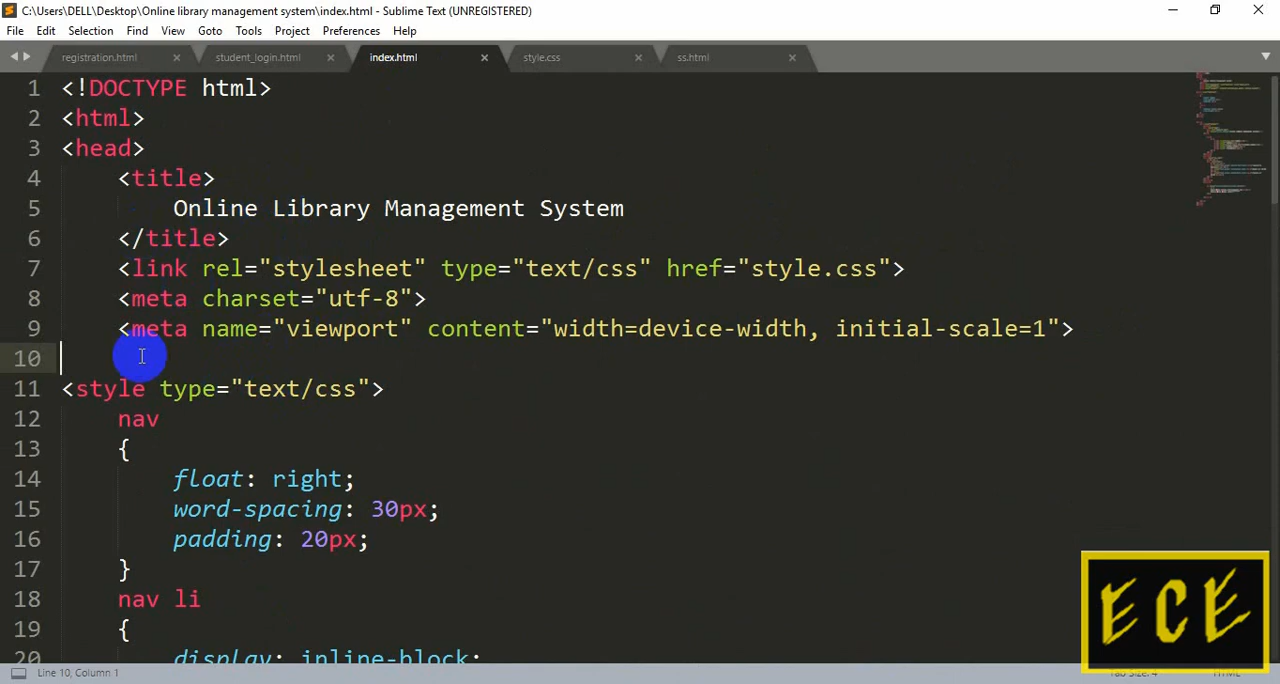 C:\Users\DELL\Desktop\Online library management system\index.html - Sublime Text (UNREGISTERED)
File Edit Selection Find View Goto Tools Project Preferences Help
registration.html student_login.html index.html style.css ss.html
1 <!DOCTYPE html>
2 <html>
3 <head>
4 <title>
5 Online Library Management System
6 </title>
7 <link rel="stylesheet" type="text/css" href="style.css">
8 <meta charset="utf-8">
9 <meta name="viewport" content="width=device-width, initial-scale=1">
10
11 <style type="text/css">
12 nav
13 {
14 float: right;
15 word-spacing: 30px;
16 padding: 20px;
17 }
18 nav li
19 {
20 display: inline-block;
ECE
Line 10, Column 1 Tab Size: 4 HTML